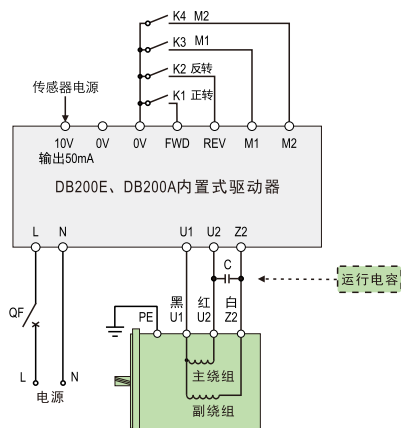 K4 M2
K3 M1
K2 反转
K1 正转
传感器电源
10V 0V 0V FWD REV M1 M2
输出50mA
DB200E、DB200A内置式驱动器
L N U1 U2 Z2
C
运行电容
QF
黑 红 白
PE U1 U2 Z2
L N
电源
主绕组
副绕组